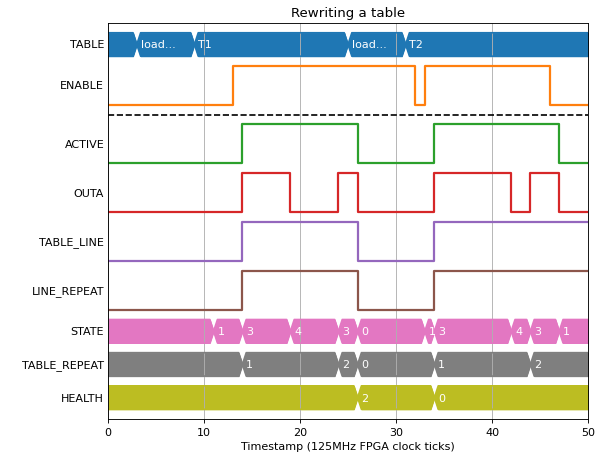 Rewriting a table
TABLE load... T1 load... T2
ENABLE
ACTIVE
OUTA
TABLE_LINE
LINE_REPEAT
STATE 1 3 4 3 0 1 3 4 3 1
TABLE_REPEAT 1 2 0 1 2
HEALTH 2 0
0 10 20 30 40 50
Timestamp (125MHz FPGA clock ticks)